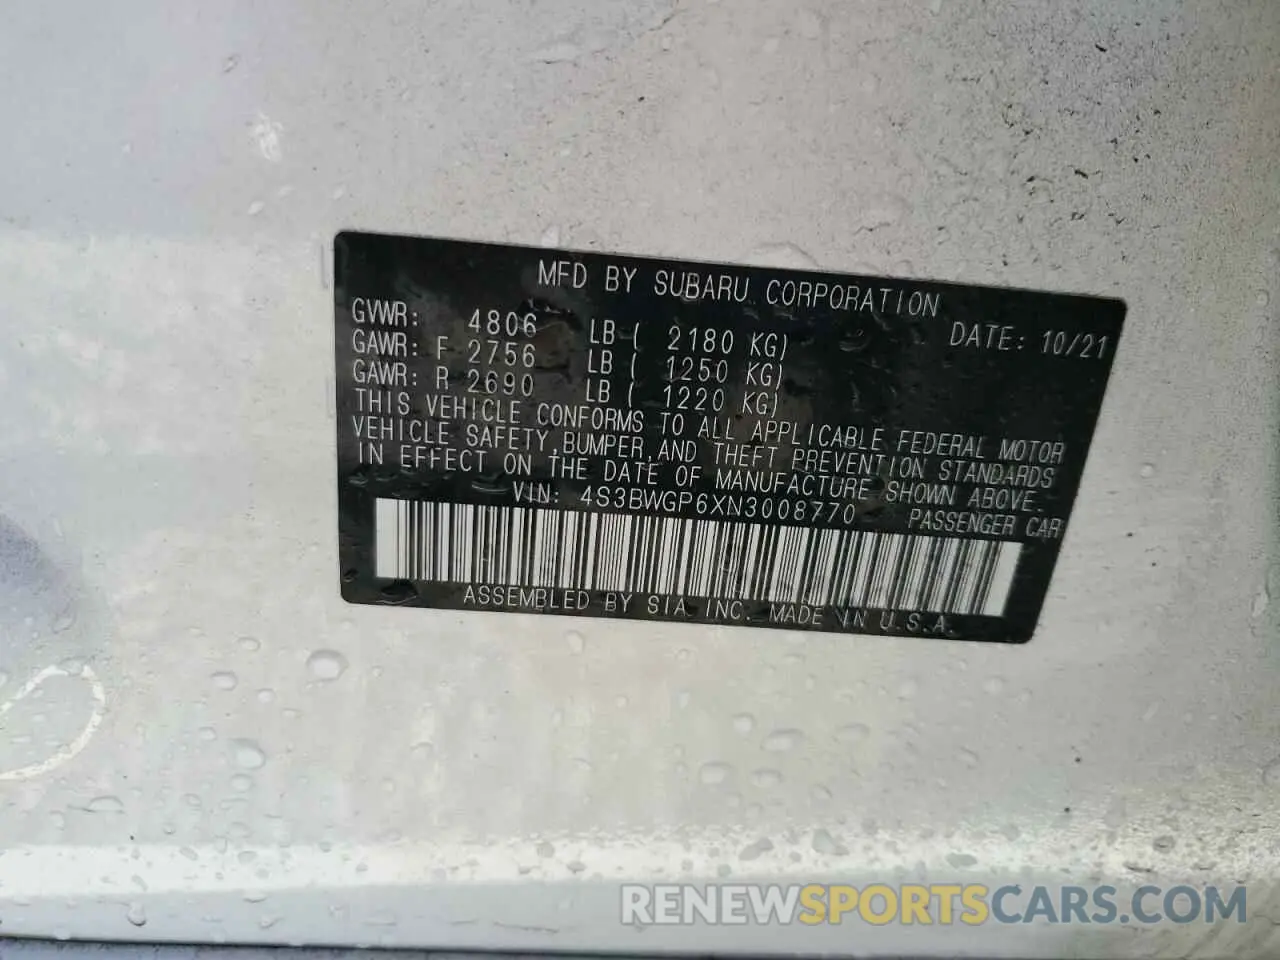 MFD BY SUBARU CORPORATION
GVWR: 4806 LB ( 2180 KG) DATE: 10/21
GAWR: F 2756 LB ( 1250 KG)
GAWR: R 2690 LB ( 1220 KG)
THIS VEHICLE CONFORMS TO ALL APPLICABLE FEDERAL MOTOR
VEHICLE SAFETY, BUMPER, AND THEFT PREVENTION STANDARDS
IN EFFECT ON THE DATE OF MANUFACTURE SHOWN ABOVE.
VIN: 4S3BWGP6XN3008770 PASSENGER CAR
ASSEMBLED BY SIA INC. MADE IN U.S.A.
RENEWSPORTSCARS.COM